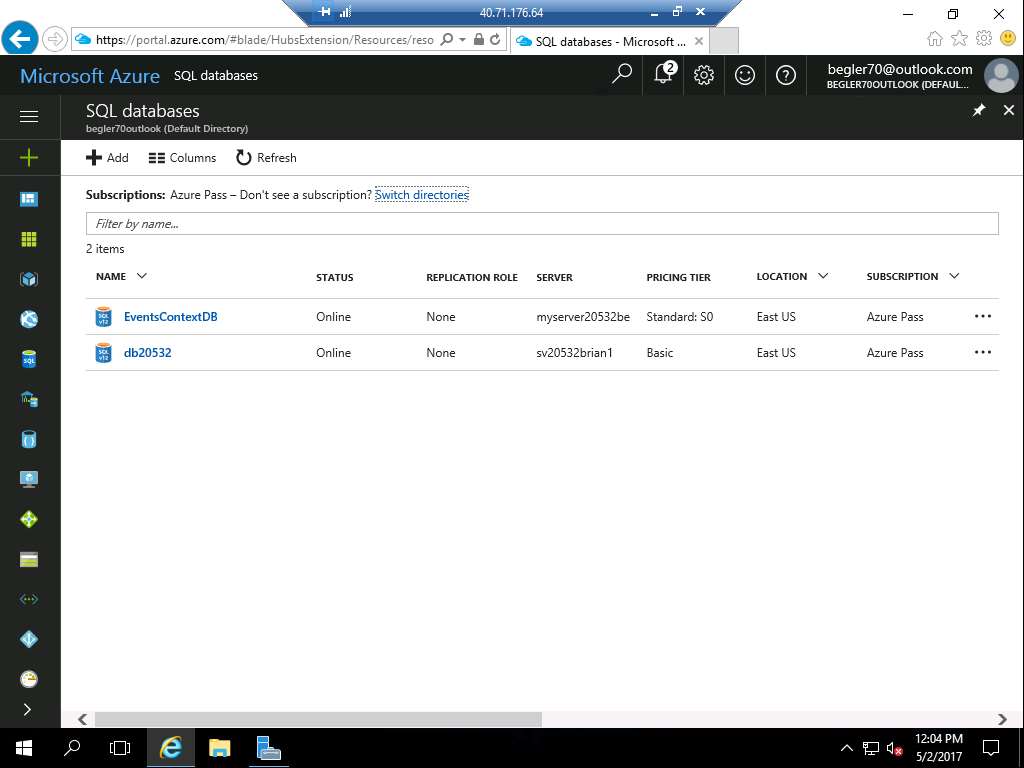 40.71.176.64
https://portal.azure.com/#blade/HubsExtension/Resources/reso
SQL databases - Microsoft ...
Microsoft Azure SQL databases
2
begler70@outlook.com
BEGLER70OUTLOOK (DEFAUL...
SQL databases
begler70outlook (Default Directory)
Add Columns Refresh
Subscriptions: Azure Pass – Don't see a subscription? Switch directories
Filter by name...
2 items
NAME STATUS REPLICATION ROLE SERVER PRICING TIER LOCATION SUBSCRIPTION
EventsContextDB Online None myserver20532be Standard: S0 East US Azure Pass
db20532 Online None sv20532brian1 Basic East US Azure Pass
12:04 PM
5/2/2017